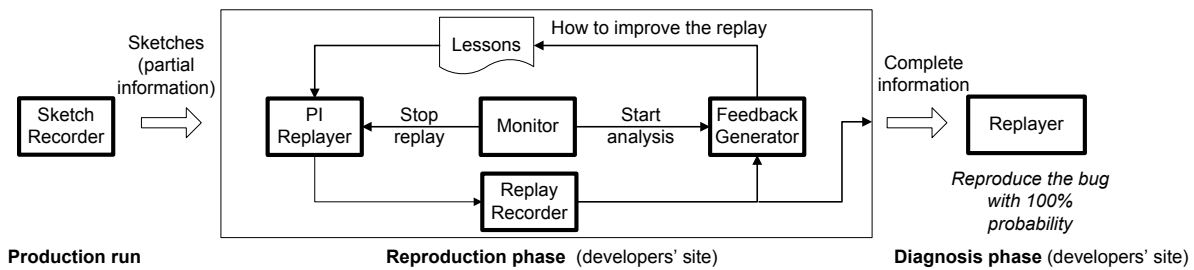 Sketches
(partial
information)
Sketch
Recorder
How to improve the replay
Lessons
PI
Replayer
Stop
replay
Monitor
Start
analysis
Feedback
Generator
Replay
Recorder
Complete
information
Replayer
Reproduce the bug
with 100%
probability
Production run
Reproduction phase (developers' site)
Diagnosis phase (developers' site)